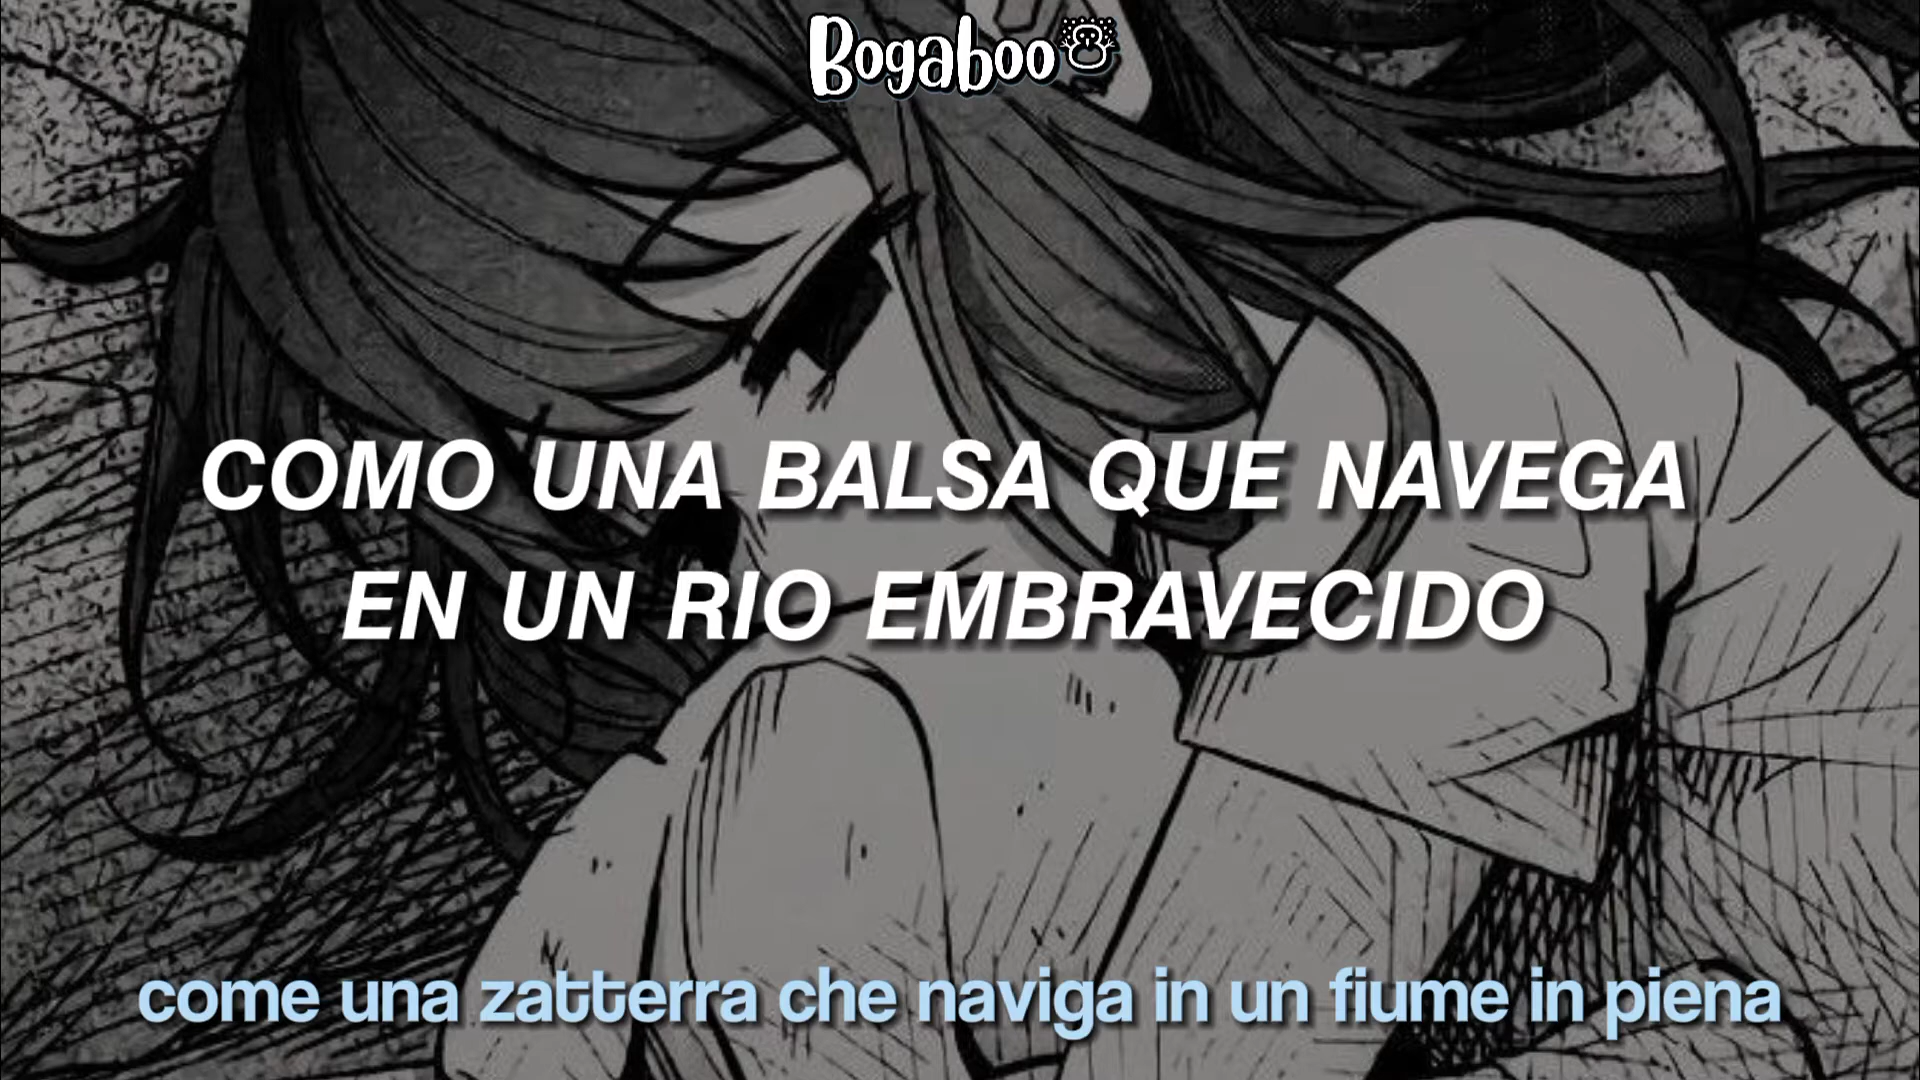 Bogaboo
COMO UNA BALSA QUE NAVEGA
EN UN RIO EMBRAVECIDO
come una zatterra che naviga in un fiume in piena